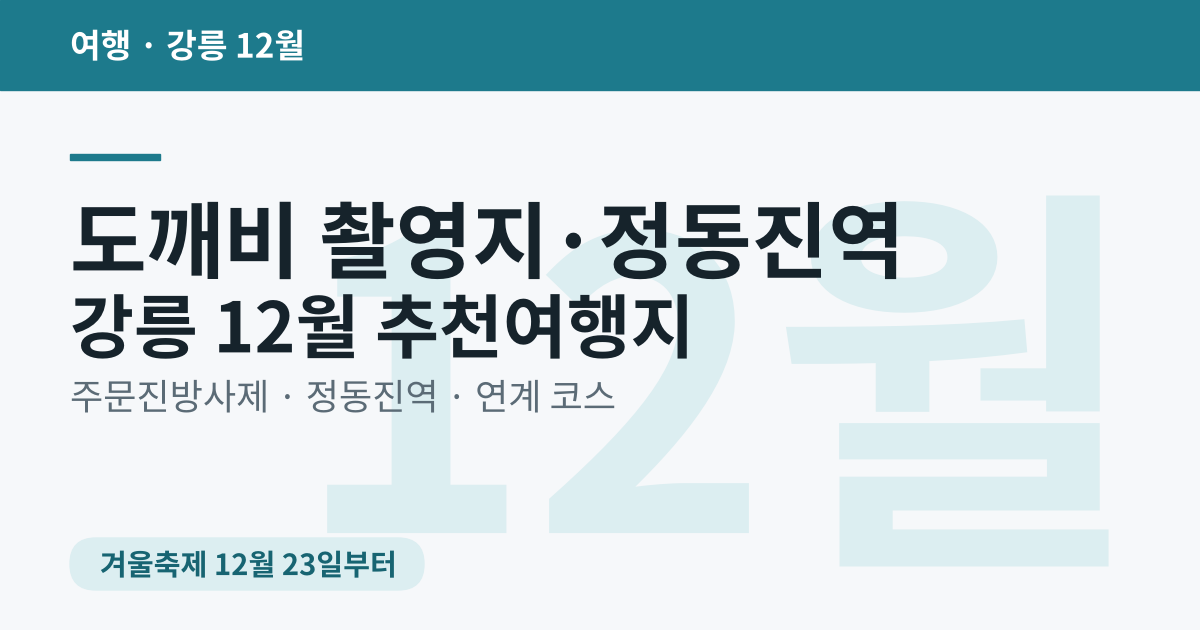 여행 · 강릉 12월
도깨비 촬영지·정동진역
강릉 12월 추천여행지
주문진방사제 · 정동진역 · 연계 코스
12월
겨울축제 12월 23일부터